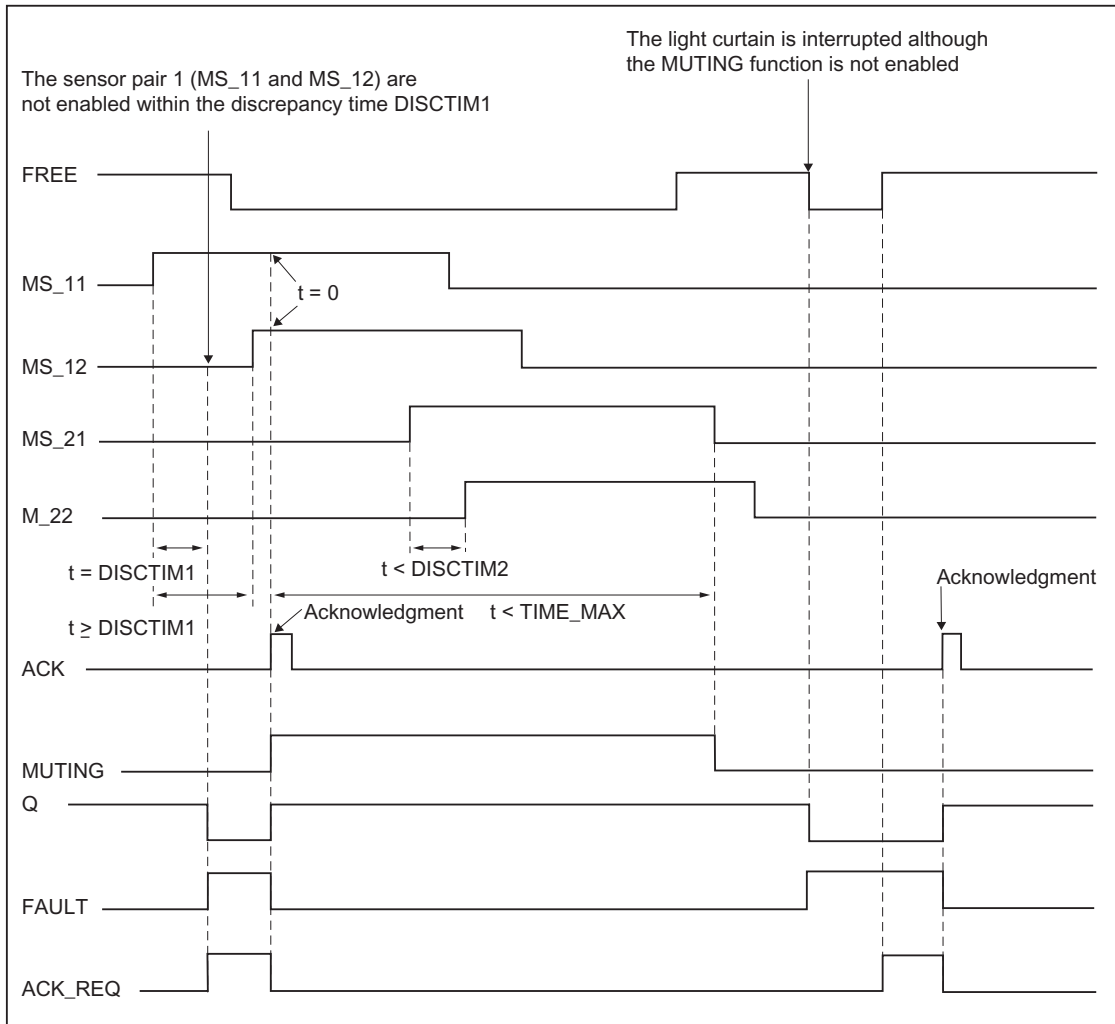 The light curtain is interrupted although
the MUTING function is not enabled
The sensor pair 1 (MS_11 and MS_12) are
not enabled within the discrepancy time DISCTIM1
FREE
MS_11
t = 0
MS_12
MS_21
M_22
t = DISCTIM1
t < DISCTIM2
Acknowledgment
t ≥ DISCTIM1
Acknowledgment
t < TIME_MAX
ACK
MUTING
Q
FAULT
ACK_REQ